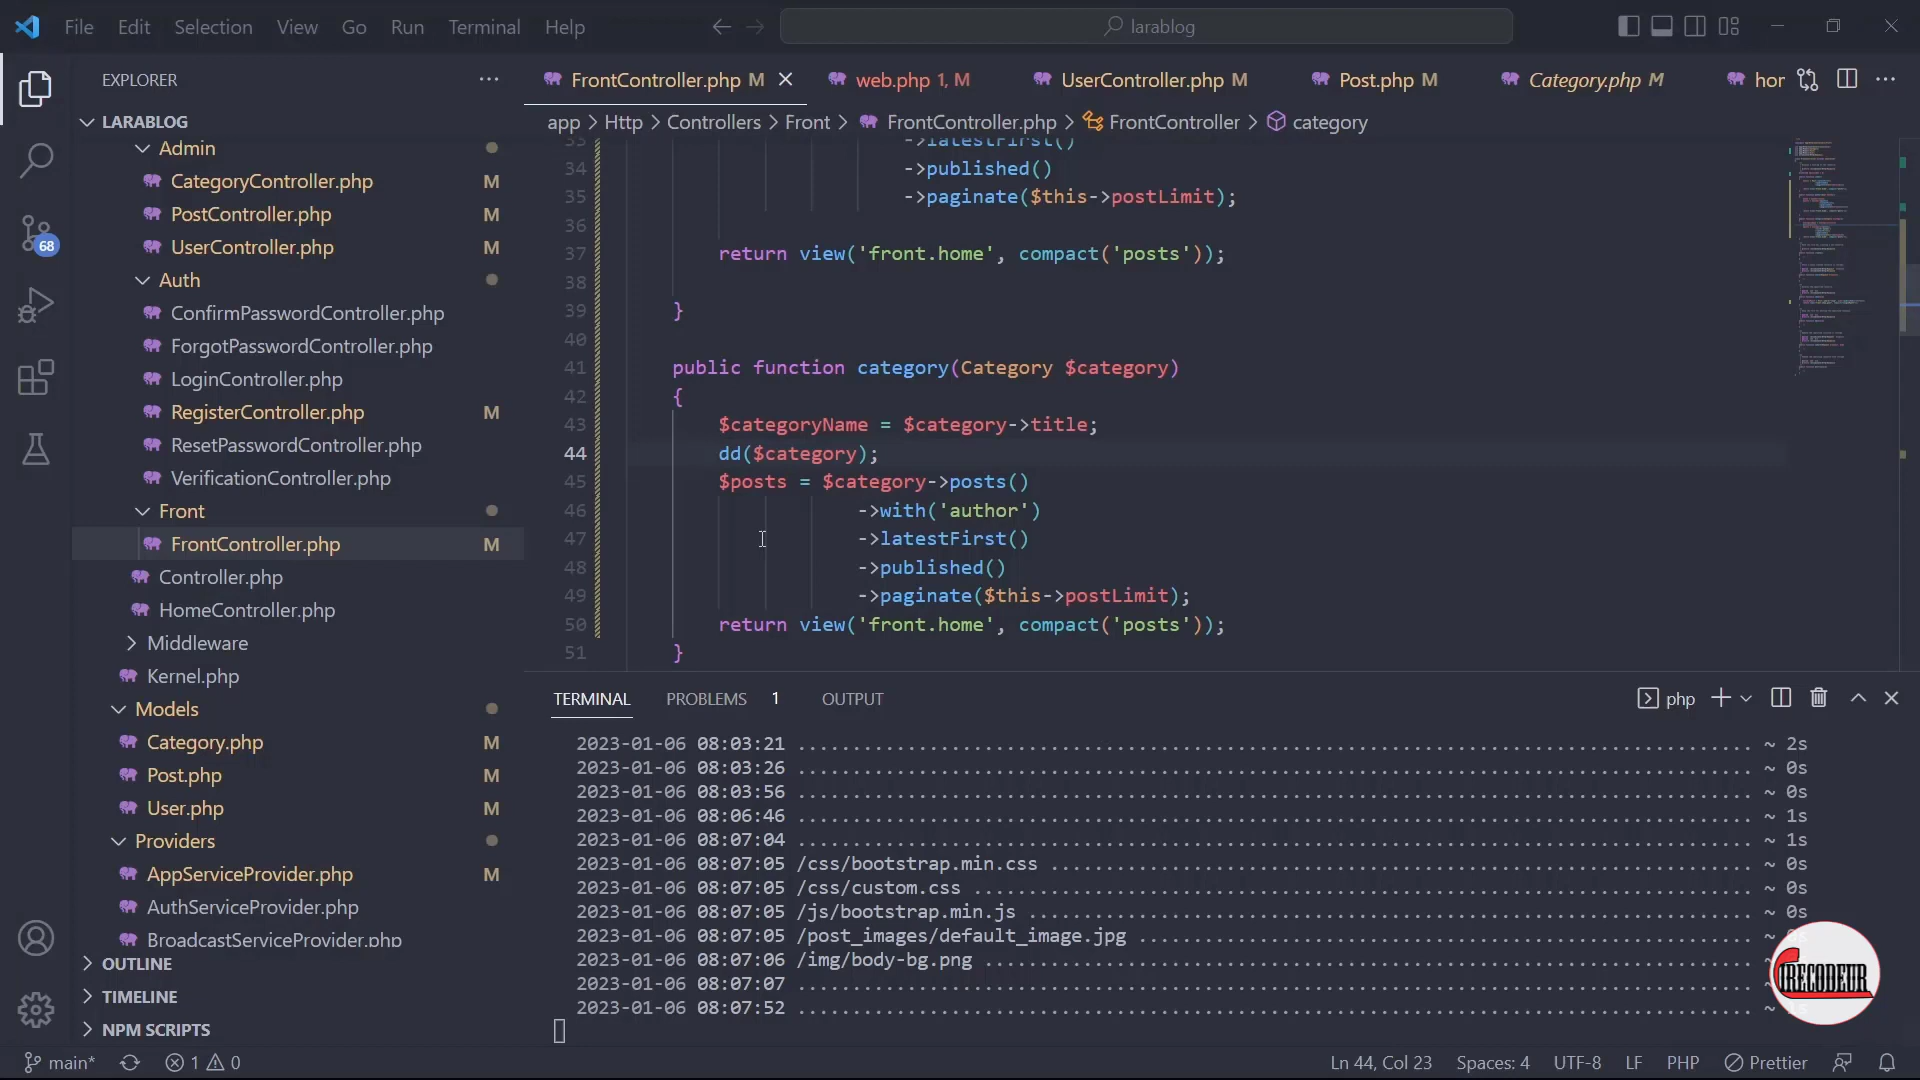 File Edit Selection View Go Run Terminal Help
larablog
EXPLORER
LARABLOG
Admin
CategoryController.php M
PostController.php M
UserController.php M
Auth
ConfirmPasswordController.php
ForgotPasswordController.php
LoginController.php
RegisterController.php M
ResetPasswordController.php
VerificationController.php
Front
FrontController.php M
Controller.php
HomeController.php
Middleware
Kernel.php
Models
Category.php M
Post.php M
User.php M
Providers
AppServiceProvider.php M
AuthServiceProvider.php
BroadcastServiceProvider.php
OUTLINE
TIMELINE
NPM SCRIPTS
68
FrontController.php M web.php 1, M UserController.php M Post.php M Category.php M hor
app > Http > Controllers > Front > FrontController.php > FrontController > category
33 ->latestFirst()
34 ->published()
35 ->paginate($this->postLimit);
36
37 return view('front.home', compact('posts'));
38
39 }
40
41 public function category(Category $category)
42 {
43 $categoryName = $category->title;
44 dd($category);
45 $posts = $category->posts()
46 ->with('author')
47 ->latestFirst()
48 ->published()
49 ->paginate($this->postLimit);
50 return view('front.home', compact('posts'));
51 }
TERMINAL PROBLEMS 1 OUTPUT
php
2023-01-06 08:03:21 ........................................................................................ ~ 2s
2023-01-06 08:03:26 ........................................................................................ ~ 0s
2023-01-06 08:03:56 ........................................................................................ ~ 0s
2023-01-06 08:06:46 ........................................................................................ ~ 1s
2023-01-06 08:07:04 ........................................................................................ ~ 1s
2023-01-06 08:07:05 /css/bootstrap.min.css ................................................................. ~ 0s
2023-01-06 08:07:05 /css/custom.css ........................................................................ ~ 0s
2023-01-06 08:07:05 /js/bootstrap.min.js ................................................................... ~ 0s
2023-01-06 08:07:05 /post_images/default_image.jpg ......................................................... ~
2023-01-06 08:07:06 /img/body-bg.png .......................................................................
2023-01-06 08:07:07 ........................................................................................
2023-01-06 08:07:52 ........................................................................................ ~
RECODEUR
main* 1 0
Ln 44, Col 23 Spaces: 4 UTF-8 LF PHP Prettier